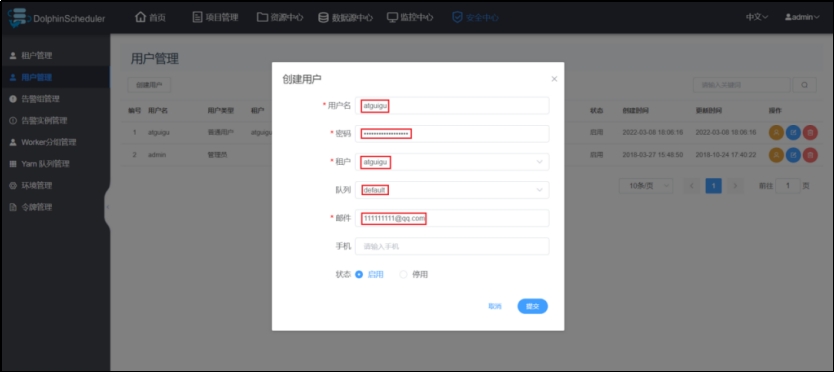 DolphinScheduler 首页 项目管理 资源中心 数据源中心 监控中心 安全中心 中文 admin
租户管理
用户管理
告警组管理
告警实例管理
Worker分组管理
Yarn 队列管理
环境管理
令牌管理
用户管理
创建用户 请输入关键词
编号 用户名 用户类型 租户 状态 创建时间 更新时间 操作
1 atguigu 普通用户 atguigu 启用 2022-03-08 18:06:16 2022-03-08 18:06:16
2 admin 管理员 启用 2018-03-27 15:48:50 2018-10-24 17:40:22
10条/页 1 前往 1 页
创建用户
* 用户名 atguigu
* 密码 ••••••••••••••••••
* 租户 atguigu
队列 default
* 邮件 111111111@qq.com
手机 请输入手机
状态 启用 停用
取消 提交